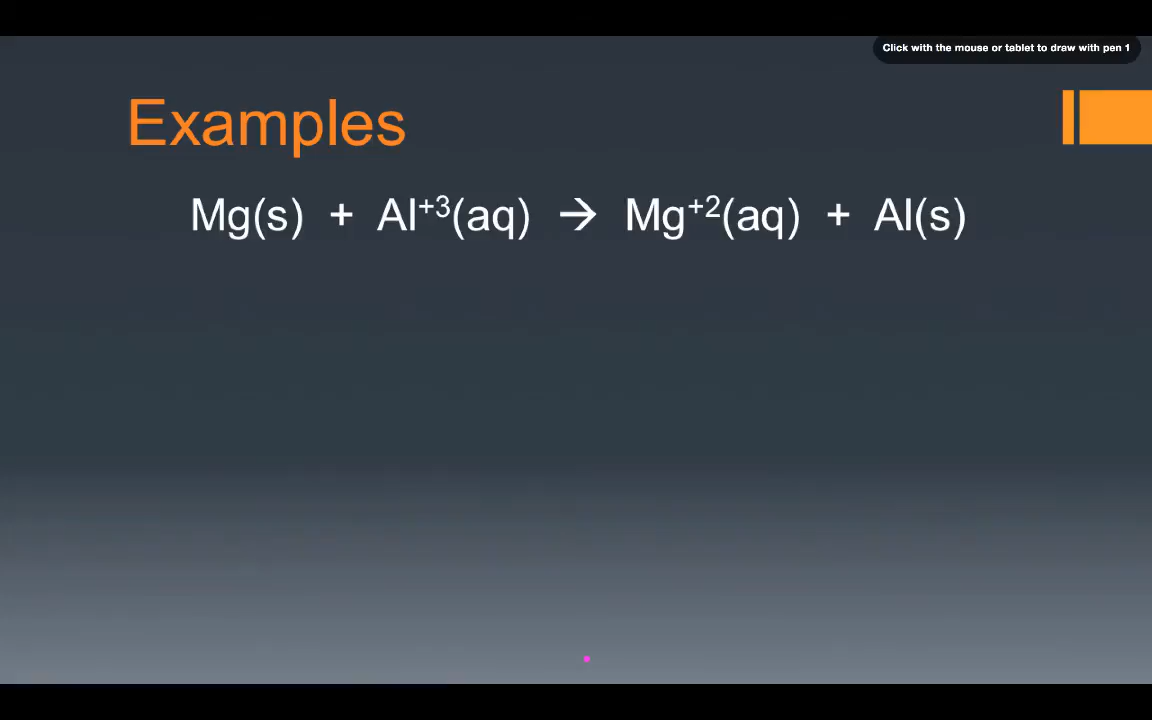 Click with the mouse or tablet to draw with pen 1
Examples
Mg(s) + Al⁺³(aq) → Mg⁺²(aq) + Al(s)